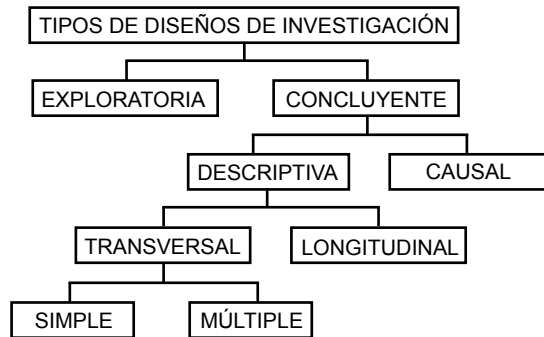 TIPOS DE DISEÑOS DE INVESTIGACIÓN
EXPLORATORIA
CONCLUYENTE
DESCRIPTIVA
CAUSAL
TRANSVERSAL
LONGITUDINAL
SIMPLE
MÚLTIPLE